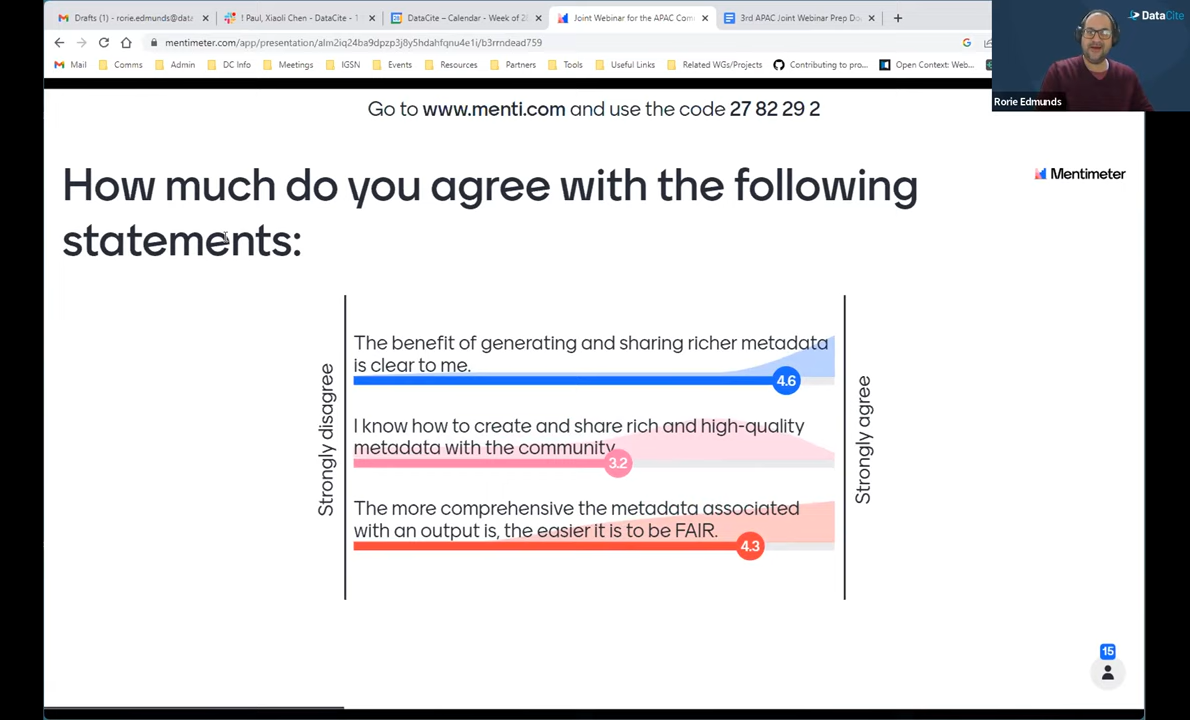 Drafts (1) - rorie.edmunds@data
! Paul, Xiaoli Chen - DataCite - 1
DataCite – Calendar - Week of 2
Joint Webinar for the APAC Com
3rd APAC Joint Webinar Prep Do
mentimeter.com/app/presentation/alm2iq24ba9dpzp3j8y5hdahfqnu4e1i/b3rrndead759
Mail
Comms
Admin
DC Info
Meetings
IGSN
Events
Resources
Partners
Tools
Useful Links
Related WGs/Projects
Contributing to pro...
Open Context: Web...
DataCite
Rorie Edmunds
Go to www.menti.com and use the code 27 82 29 2
Mentimeter
How much do you agree with the following
statements:
Strongly disagree
The benefit of generating and sharing richer metadata
is clear to me.
4.6
I know how to create and share rich and high-quality
metadata with the community.
3.2
The more comprehensive the metadata associated
with an output is, the easier it is to be FAIR.
4.3
Strongly agree
15